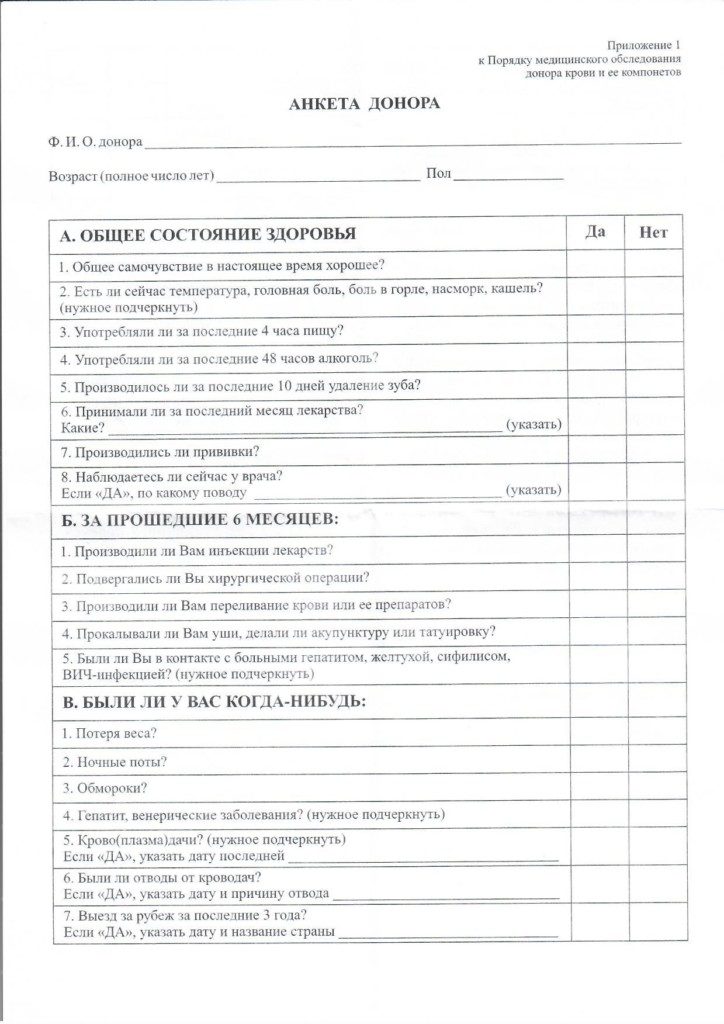 Приложение 1
к Порядку медицинского обследования
донора крови и ее компонетов
АНКЕТА ДОНОРА
Ф. И. О. донора
Возраст (полное число лет) Пол
А. ОБЩЕЕ СОСТОЯНИЕ ЗДОРОВЬЯ Да Нет
1. Общее самочувствие в настоящее время хорошее?
2. Есть ли сейчас температура, головная боль, боль в горле, насморк, кашель?
(нужное подчеркнуть)
3. Употребляли ли за последние 4 часа пищу?
4. Употребляли ли за последние 48 часов алкоголь?
5. Производилось ли за последние 10 дней удаление зуба?
6. Принимали ли за последний месяц лекарства?
Какие? (указать)
7. Производились ли прививки?
8. Наблюдаетесь ли сейчас у врача?
Если «ДА», по какому поводу (указать)
Б. ЗА ПРОШЕДШИЕ 6 МЕСЯЦЕВ:
1. Производили ли Вам инъекции лекарств?
2. Подвергались ли Вы хирургической операции?
3. Производили ли Вам переливание крови или ее препаратов?
4. Прокалывали ли Вам уши, делали ли акупунктуру или татуировку?
5. Были ли Вы в контакте с больными гепатитом, желтухой, сифилисом,
ВИЧ-инфекцией? (нужное подчеркнуть)
В. БЫЛИ ЛИ У ВАС КОГДА-НИБУДЬ:
1. Потеря веса?
2. Ночные поты?
3. Обмороки?
4. Гепатит, венерические заболевания? (нужное подчеркнуть)
5. Крово(плазма)дачи? (нужное подчеркнуть)
Если «ДА», указать дату последней
6. Были ли отводы от кроводач?
Если «ДА», указать дату и причину отвода
7. Выезд за рубеж за последние 3 года?
Если «ДА», указать дату и название страны